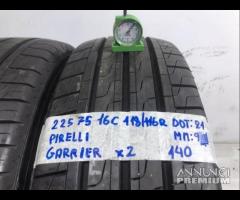 225 75 16C 118/116R DOT: 21
PIRELLI MM: 9
CARRIER x2 140
ANNUNCI
PREMIUM